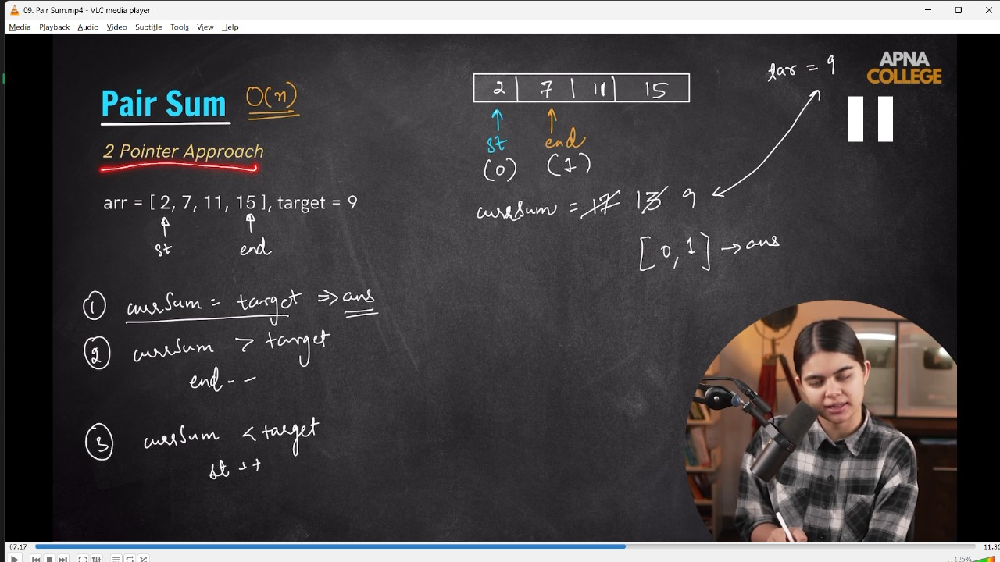 09. Pair Sum.mp4 - VLC media player
Media Playback Audio Video Subtitle Tools View Help
APNA
COLLEGE
tar = 9
Pair Sum O(n)
2 Pointer Approach
arr = [ 2, 7, 11, 15 ], target = 9
st end
2 7 11 15
st end
(0) (1)
currSum = 17 13 9
[0, 1] → ans
① currSum = target ⇒ ans
② currSum > target
end--
③ currSum < target
st ++
07:17
11:36
125%